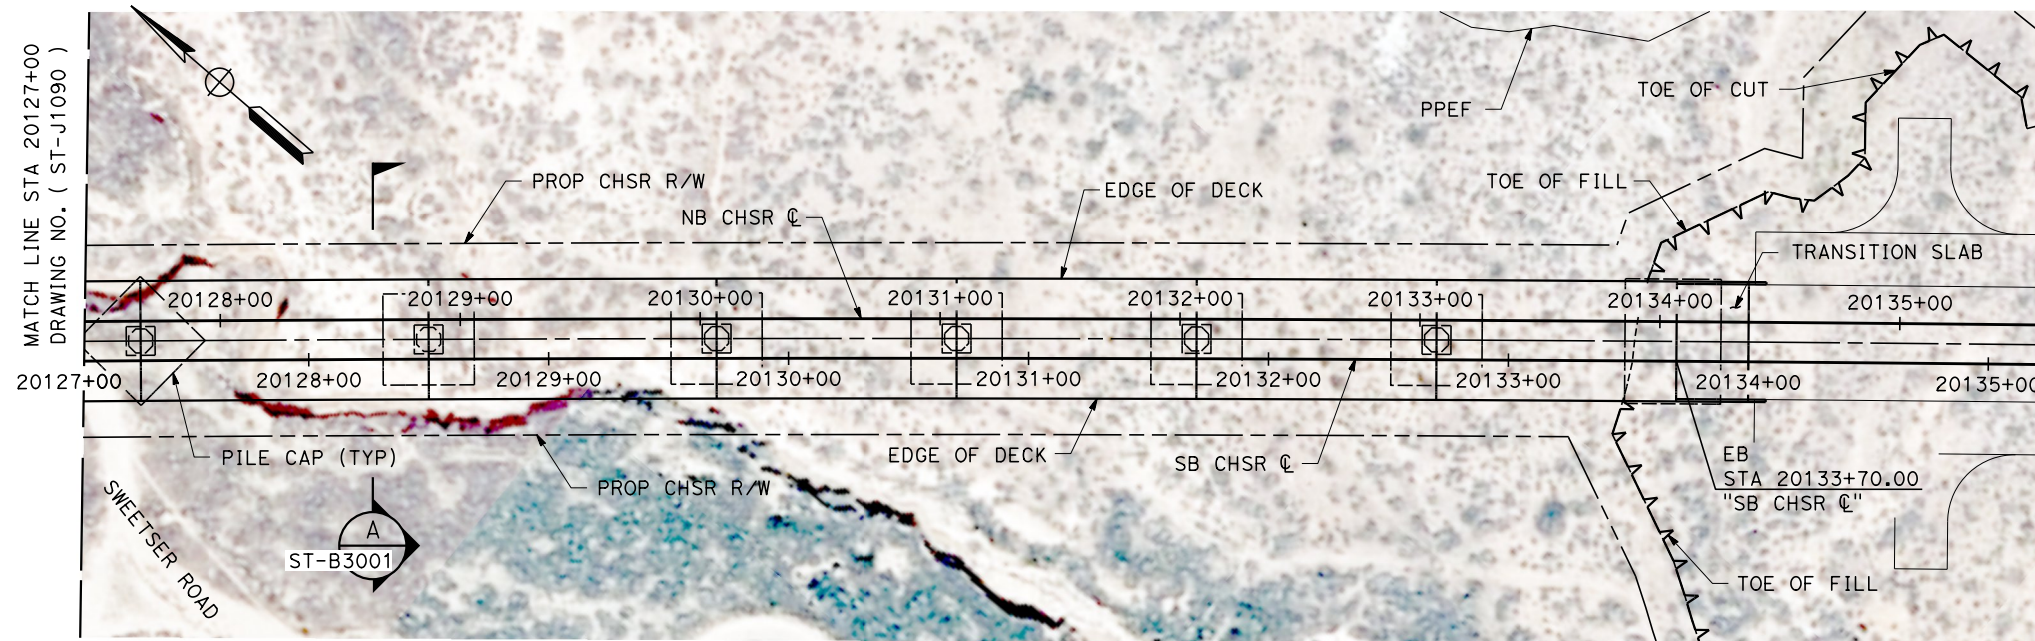 MATCH LINE STA 20127+00
DRAWING NO. ( ST-J1090 )
PPEF
TOE OF CUT
PROP CHSR R/W
NB CHSR ℄
EDGE OF DECK
TOE OF FILL
TRANSITION SLAB
20128+00
20129+00
20130+00
20131+00
20132+00
20133+00
20134+00
20135+00
20127+00
20128+00
20129+00
20130+00
20131+00
20132+00
20133+00
20134+00
20135+00
PILE CAP (TYP)
PROP CHSR R/W
EDGE OF DECK
SB CHSR ℄
EB
STA 20133+70.00
"SB CHSR ℄"
SWEETSER ROAD
A
ST-B3001
TOE OF FILL